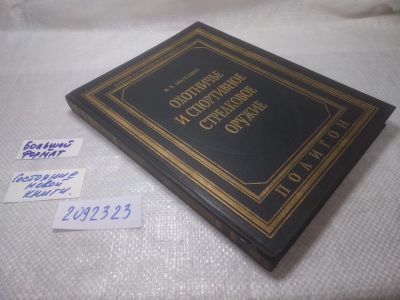 ОХОТНИЧЬЕ
И СПОРТИВНОЕ
СТРЕЛКОВОЕ
ОРУЖИЕ
ПОЛИГОН
БОЛЬШОЙ
ФОРМАТ
СОСТОЯНИЕ
НОВОЙ
КНИГИ.
2092323